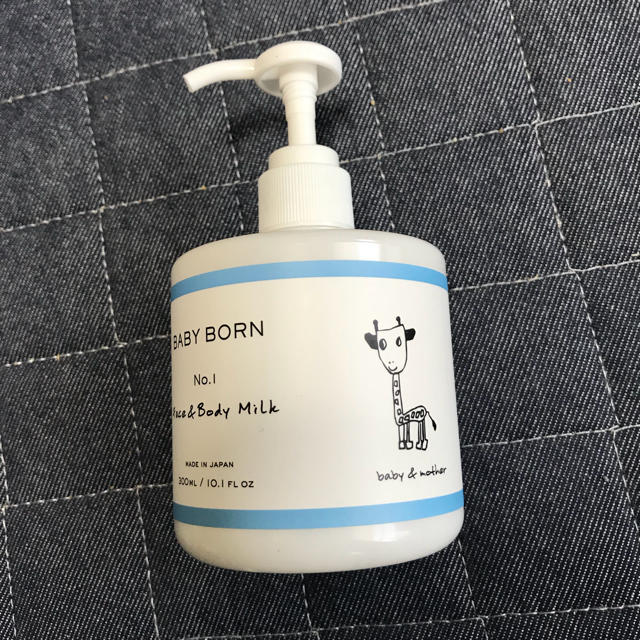 BABY BORN
No.1
Face & Body Milk
MADE IN JAPAN
300ML / 10.1 FL OZ
baby & mother